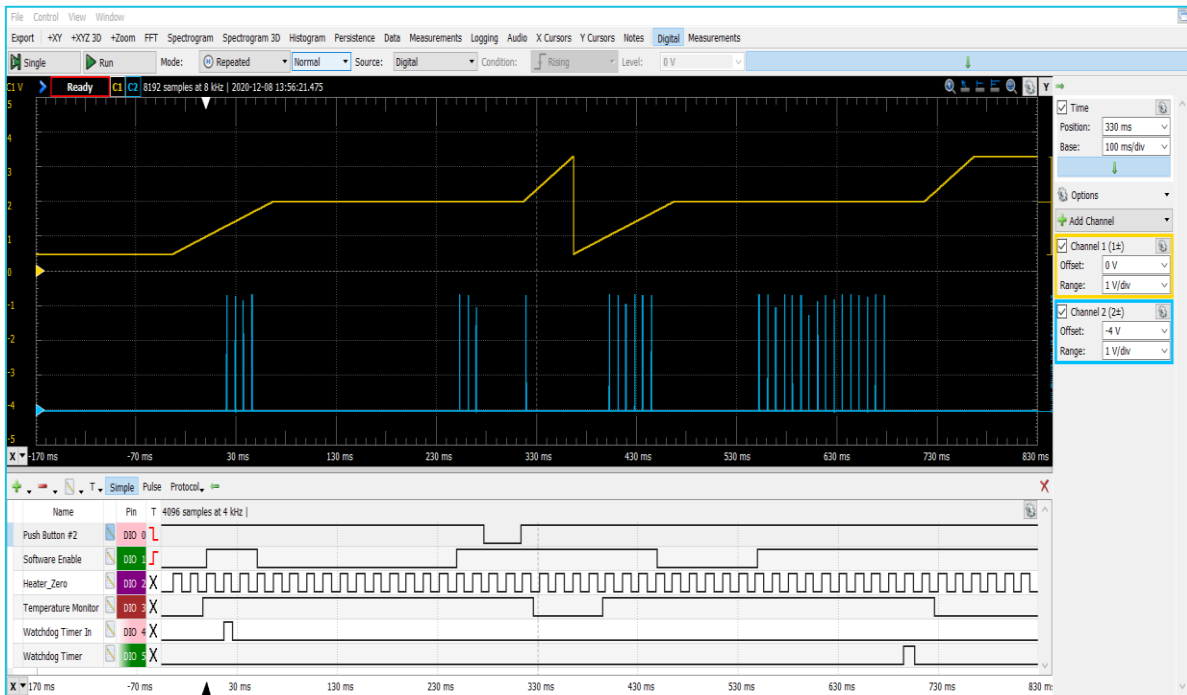 File Control View Window
Export +XY +XYZ 3D +Zoom FFT Spectrogram Spectrogram 3D Histogram Persistence Data Measurements Logging Audio X Cursors Y Cursors Notes Digital Measurements
Single Run Mode: Repeated Normal Source: Digital Condition: Rising Level: 0 V
C1 V Ready C1 C2 8192 samples at 8 kHz | 2020-12-08 13:56:21.475 Y
5
4
3
2
1
0
-1
-2
-3
-4
-5
X -170 ms -70 ms 30 ms 130 ms 230 ms 330 ms 430 ms 530 ms 630 ms 730 ms 830 ms
Time
Position: 330 ms
Base: 100 ms/div
Options
Add Channel
Channel 1 (1±)
Offset: 0 V
Range: 1 V/div
Channel 2 (2±)
Offset: -4 V
Range: 1 V/div
T Simple Pulse Protocol X
Name Pin T 4096 samples at 4 kHz |
Push Button #2 DIO 0
Software Enable DIO 1
Heater_Zero DIO 2 X
Temperature Monitor DIO 3 X
Watchdog Timer In DIO 4 X
Watchdog Timer DIO 5 X
X 170 ms -70 ms 30 ms 130 ms 230 ms 330 ms 430 ms 530 ms 630 ms 730 ms 830 m